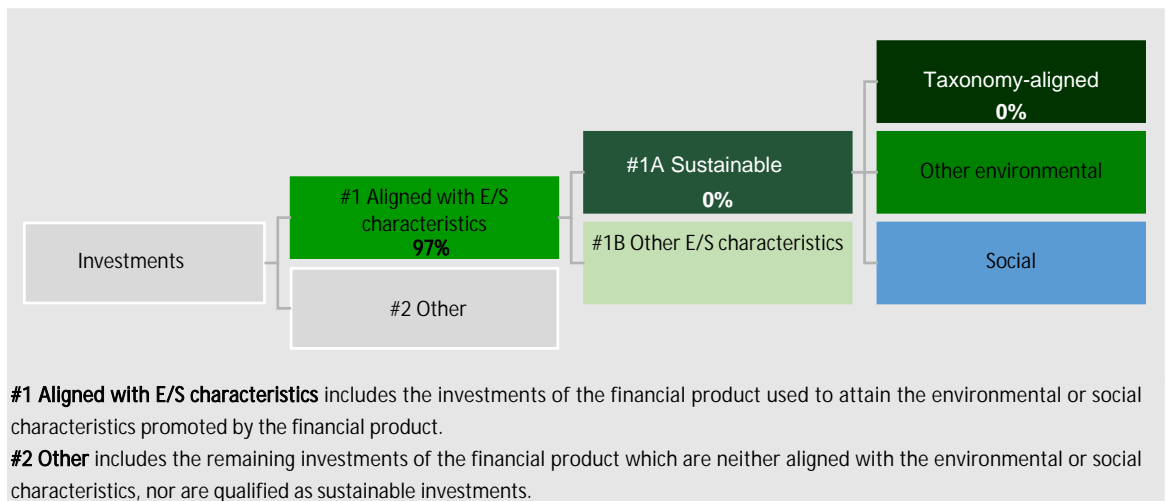 Taxonomy-aligned
0%
#1A Sustainable
0%
Other environmental
#1 Aligned with E/S
characteristics
97%
#1B Other E/S characteristics
Investments
Social
#2 Other
#1 Aligned with E/S characteristics includes the investments of the financial product used to attain the environmental or social
characteristics promoted by the financial product.
#2 Other includes the remaining investments of the financial product which are neither aligned with the environmental or social
characteristics, nor are qualified as sustainable investments.